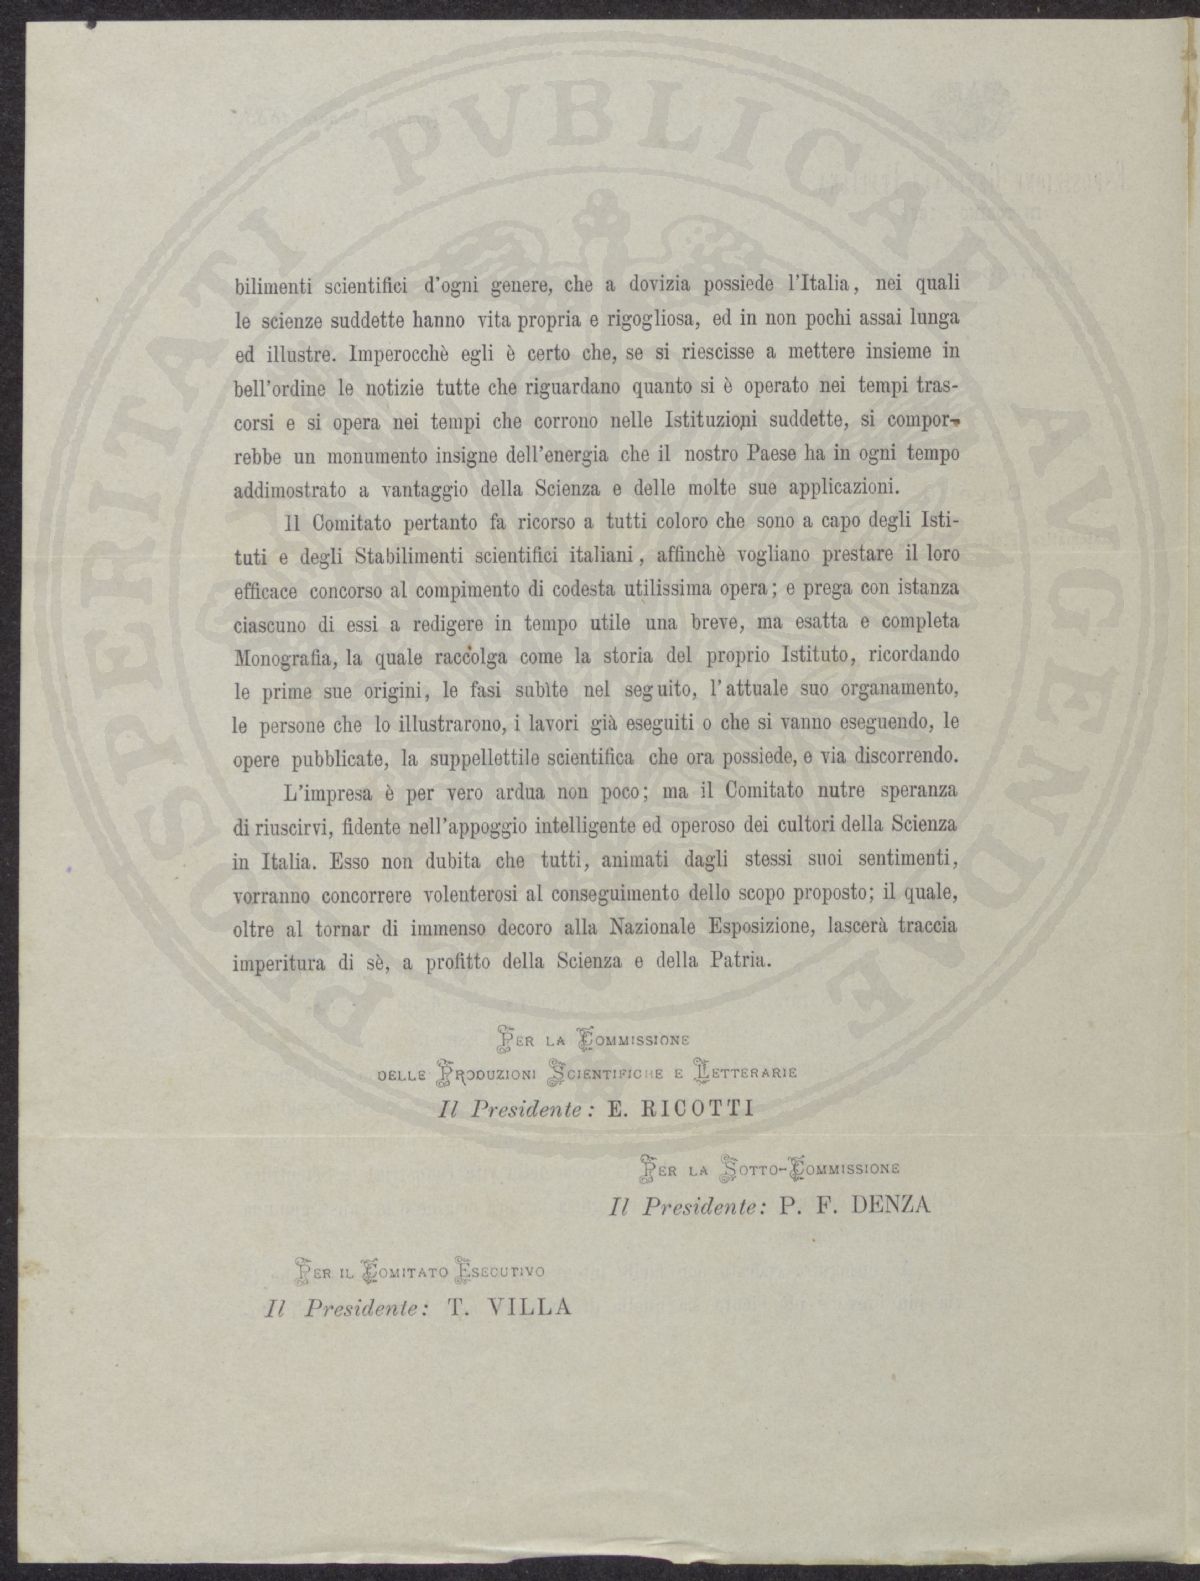 bilimenti scientifici d'ogni genere, che a dovizia possiede l'Italia, nei quali
le scienze suddette hanno vita propria e rigogliosa, ed in non pochi assai lunga
ed illustre. Imperocchè egli è certo che, se si riescisse a mettere insieme in
bell'ordine le notizie tutte che riguardano quanto si è operato nei tempi tras-
corsi e si opera nei tempi che corrono nelle Istituzioni suddette, si compor-
rebbe un monumento insigne dell'energia che il nostro Paese ha in ogni tempo
addimostrato a vantaggio della Scienza e delle molte sue applicazioni.
Il Comitato pertanto fa ricorso a tutti coloro che sono a capo degli Isti-
tuti e degli Stabilimenti scientifici italiani, affinchè vogliano prestare il loro
efficace concorso al compimento di codesta utilissima opera; e prega con istanza
ciascuno di essi a redigere in tempo utile una breve, ma esatta e completa
Monografia, la quale raccolga come la storia del proprio Istituto, ricordando
le prime sue origini, le fasi subìte nel seguito, l'attuale suo organamento,
le persone che lo illustrarono, i lavori già eseguiti o che si vanno eseguendo, le
opere pubblicate, la suppellettile scientifica che ora possiede, e via discorrendo.
L'impresa è per vero ardua non poco; ma il Comitato nutre speranza
di riuscirvi, fidente nell'appoggio intelligente ed operoso dei cultori della Scienza
in Italia. Esso non dubita che tutti, animati dagli stessi suoi sentimenti,
vorranno concorrere volenterosi al conseguimento dello scopo proposto; il quale,
oltre al tornar di immenso decoro alla Nazionale Esposizione, lascerà traccia
imperitura di sè, a profitto della Scienza e della Patria.
PER LA COMMISSIONE
DELLE PRODUZIONI SCIENTIFICHE E LETTERARIE
Il Presidente: E. RICOTTI
PER LA SOTTO-COMMISSIONE
Il Presidente: P. F. DENZA
PER IL COMITATO ESECUTIVO
Il Presidente: T. VILLA
PROSPERITATI PVBLICAE AVGENDAE